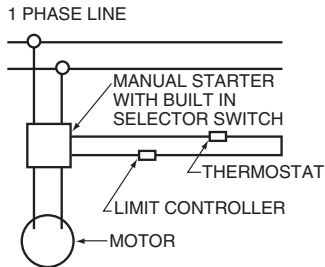 1 PHASE LINE
MANUAL STARTER
WITH BUILT IN
SELECTOR SWITCH
THERMOSTAT
LIMIT CONTROLLER
MOTOR